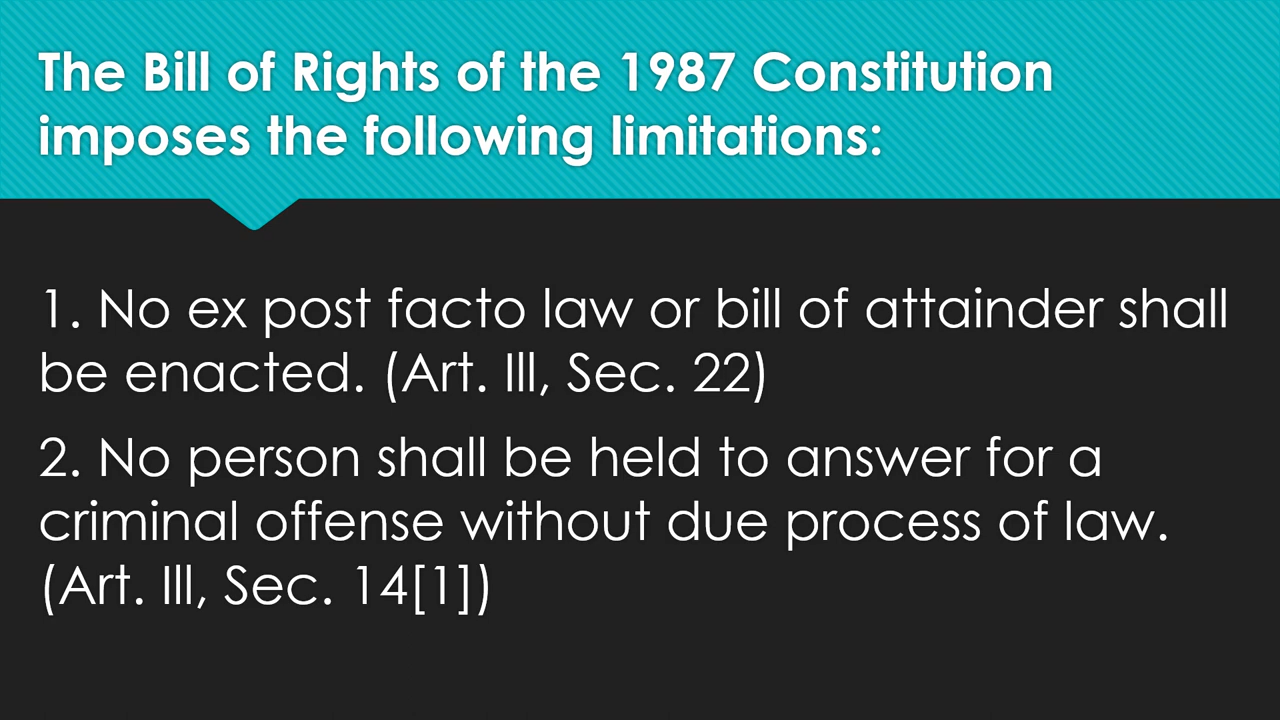 The Bill of Rights of the 1987 Constitution
imposes the following limitations:
1. No ex post facto law or bill of attainder shall
be enacted. (Art. Ill, Sec. 22)
2. No person shall be held to answer for a
criminal offense without due process of law.
(Art. Ill, Sec. 14[1])